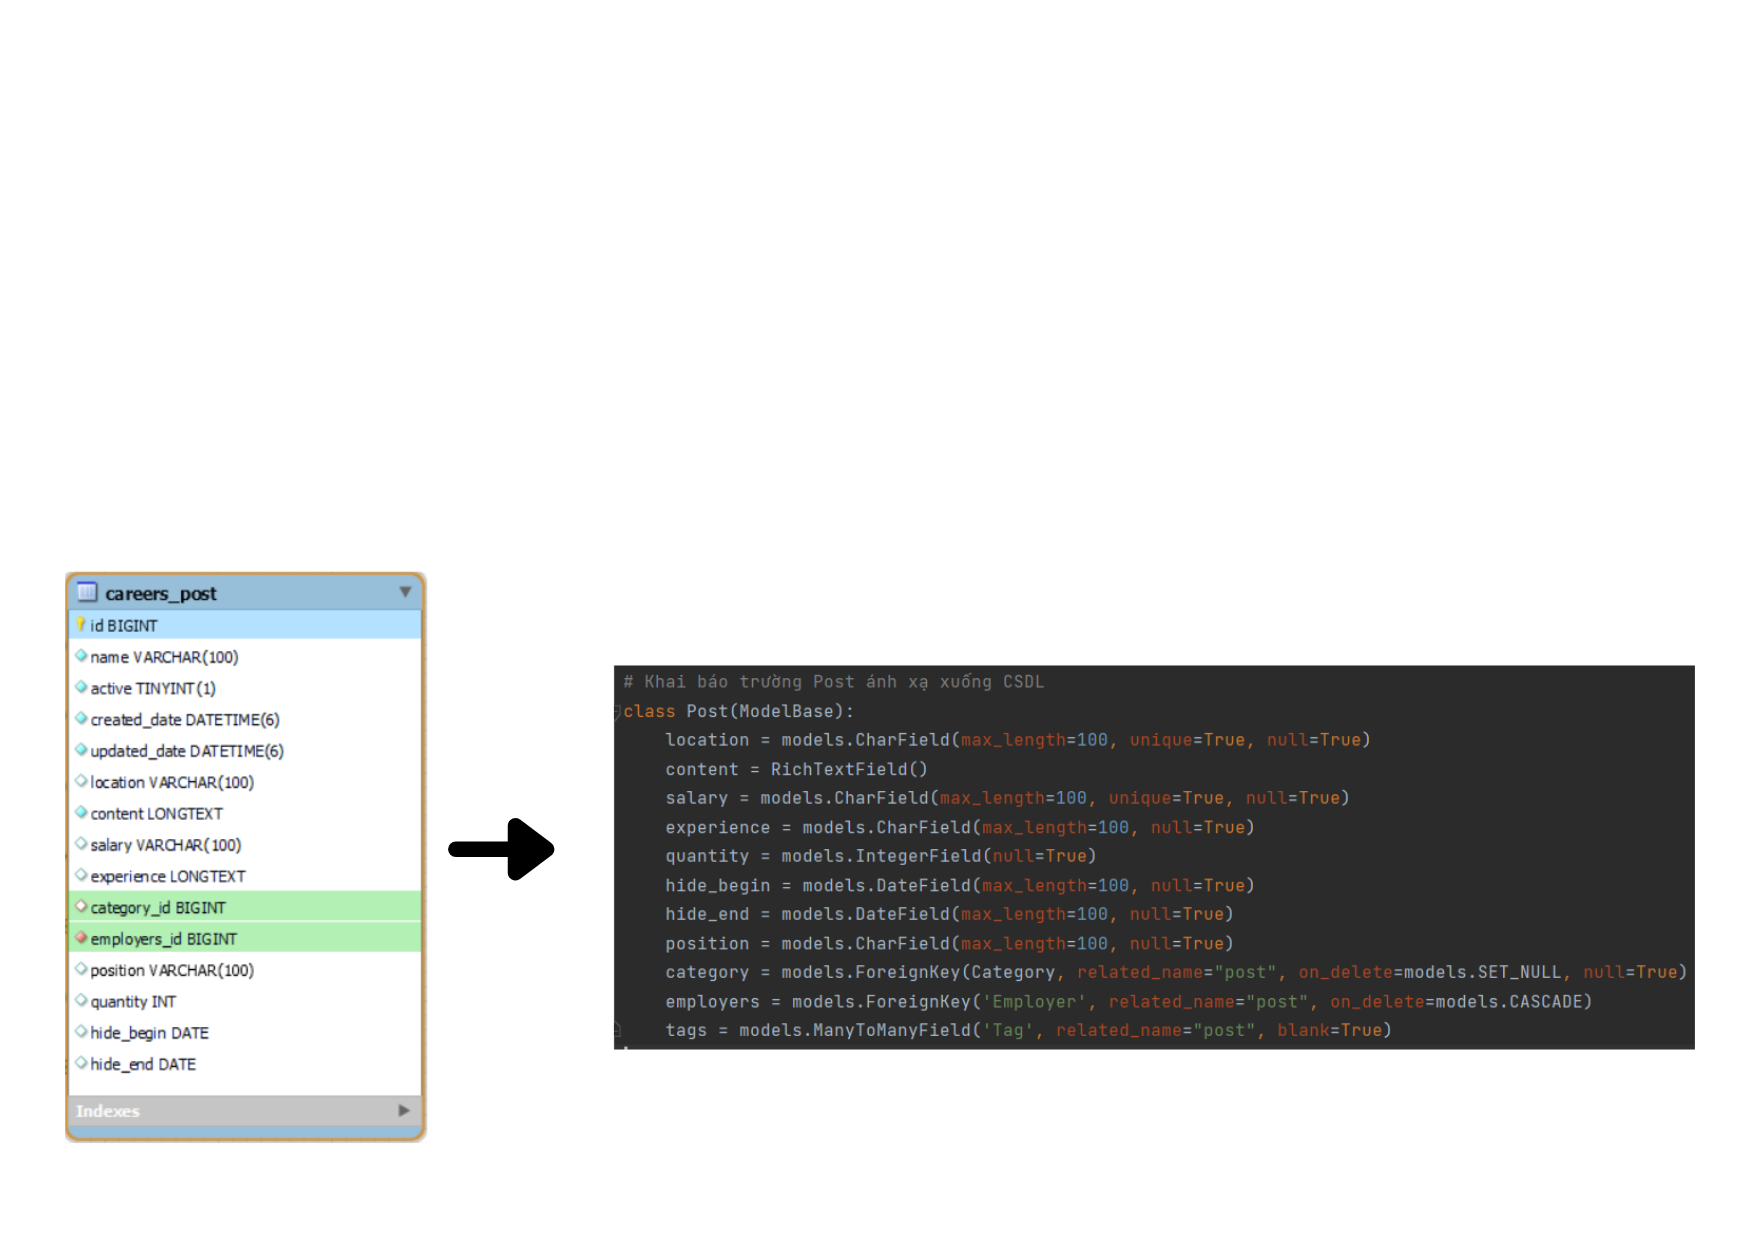 careers_post
id BIGINT
name VARCHAR(100)
active TINYINT(1)
created_date DATETIME(6)
updated_date DATETIME(6)
location VARCHAR(100)
content LONGTEXT
salary VARCHAR(100)
experience LONGTEXT
category_id BIGINT
employers_id BIGINT
position VARCHAR(100)
quantity INT
hide_begin DATE
hide_end DATE
Indexes
# Khai báo trường Post ánh xạ xuống CSDL
class Post(ModelBase):
    location = models.CharField(max_length=100, unique=True, null=True)
    content = RichTextField()
    salary = models.CharField(max_length=100, unique=True, null=True)
    experience = models.CharField(max_length=100, null=True)
    quantity = models.IntegerField(null=True)
    hide_begin = models.DateField(max_length=100, null=True)
    hide_end = models.DateField(max_length=100, null=True)
    position = models.CharField(max_length=100, null=True)
    category = models.ForeignKey(Category, related_name="post", on_delete=models.SET_NULL, null=True)
    employers = models.ForeignKey('Employer', related_name="post", on_delete=models.CASCADE)
    tags = models.ManyToManyField('Tag', related_name="post", blank=True)